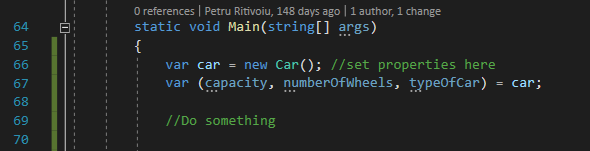 0 references | Petru Ritivoiu, 148 days ago | 1 author, 1 change
64 static void Main(string[] args)
65 {
66 var car = new Car(); //set properties here
67 var (capacity, numberOfWheels, typeOfCar) = car;
68
69 //Do something
70